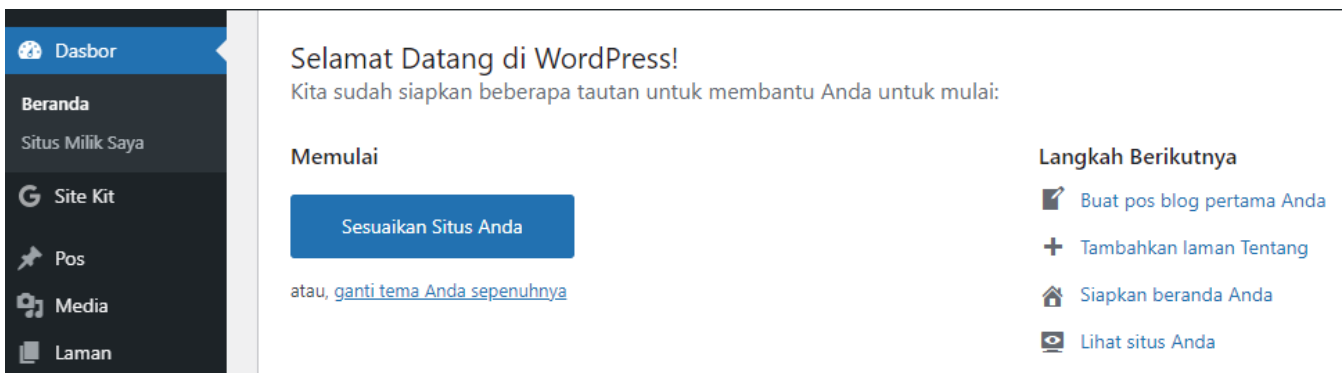 Dasbor
Beranda
Situs Milik Saya
Site Kit
Pos
Media
Laman
Selamat Datang di WordPress!
Kita sudah siapkan beberapa tautan untuk membantu Anda untuk mulai:
Memulai
Sesuaikan Situs Anda
atau, ganti tema Anda sepenuhnya
Langkah Berikutnya
Buat pos blog pertama Anda
Tambahkan laman Tentang
Siapkan beranda Anda
Lihat situs Anda